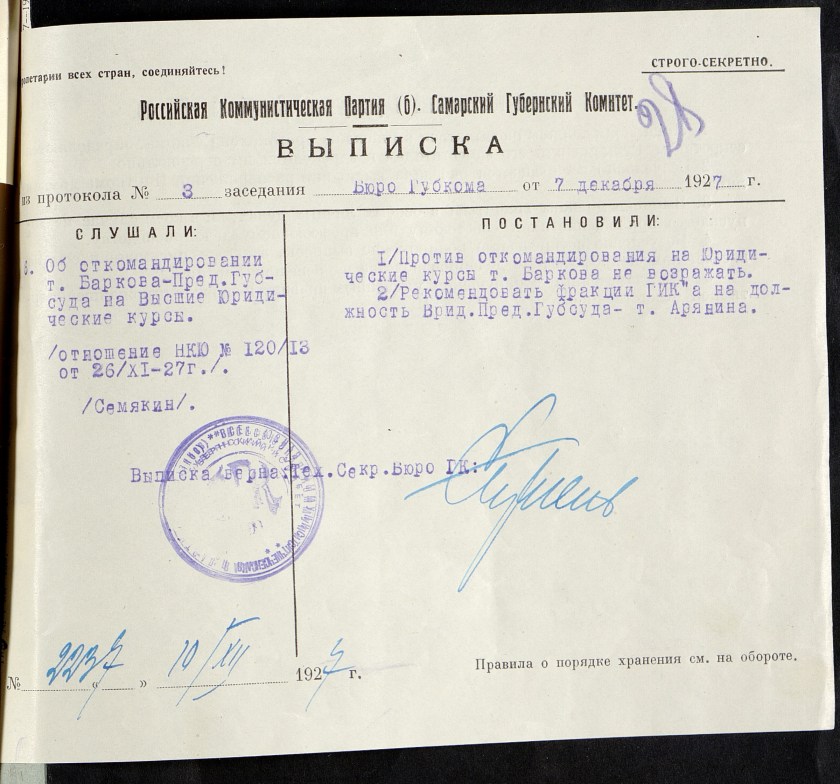 СТРОГО-СЕКРЕТНО.
пролетарии всех стран, соединяйтесь!
Российская Коммунистическая Партия (б). Самарский Губернский Комитет.
ВЫПИСКА
из протокола № 3 заседания Бюро Губкома от 7 декабря 1927 г.
СЛУШАЛИ:
Об откомандировании
т. Баркова-Пред.Губ-
суда на Высшие Юриди-
ческие курсы.
/отношение НКЮ № 120/13
от 26/XI-27г./.
/Семякин/.
ПОСТАНОВИЛИ:
1/Против откомандирования на Юриди-
ческие курсы т. Баркова не возражать.
2/Рекомендовать фракции ГИК"а на дол-
жность Врид.Пред.Губсуда- т. Арянина.
Выписка верна:Тех.Секр.Бюро ГК:
№ 2237 « » 10/XII 1927 г.
Правила о порядке хранения см. на обороте.